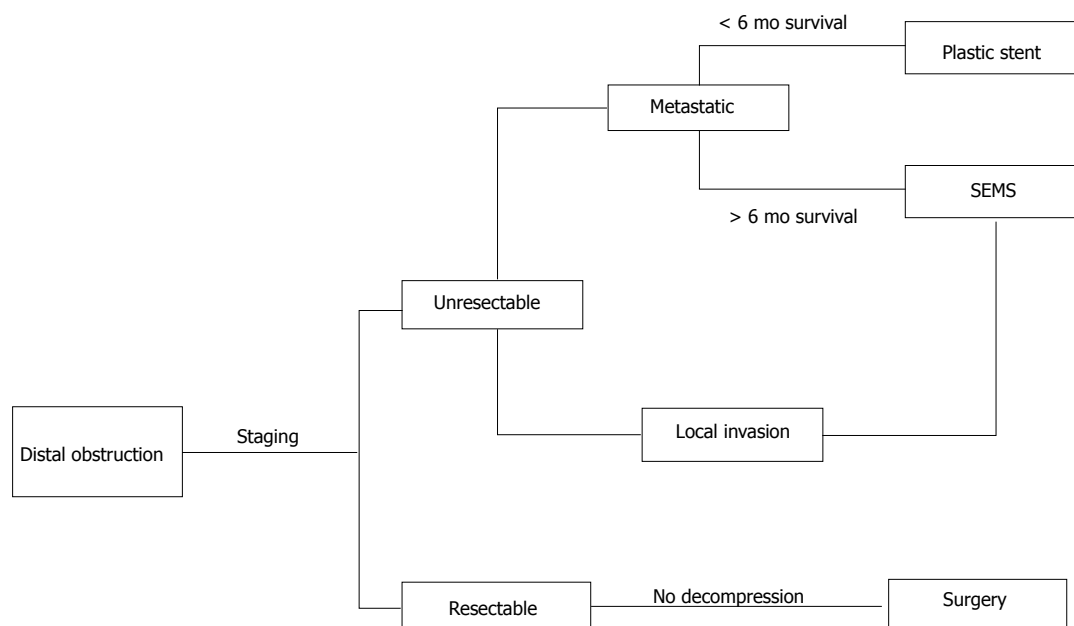 < 6 mo survival
Plastic stent
Metastatic
SEMS
> 6 mo survival
Unresectable
Local invasion
Staging
Distal obstruction
No decompression
Resectable
Surgery